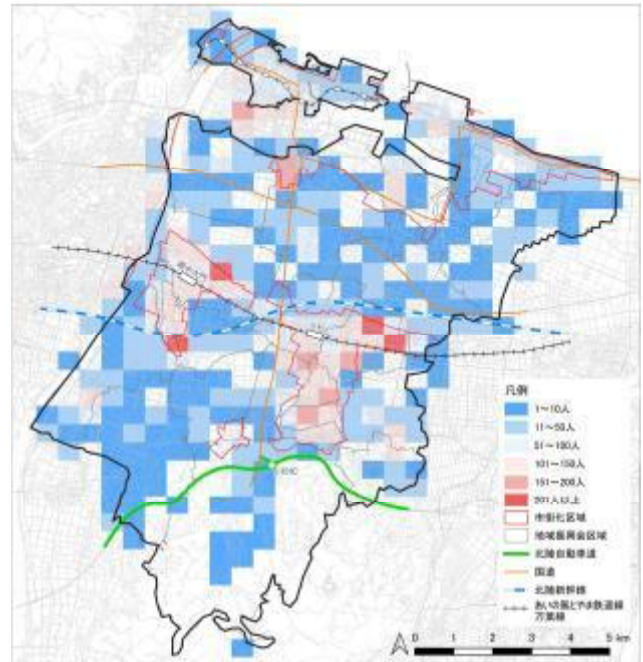 凡例
1～10人
11～50人
51～100人
101～150人
151～200人
201人以上
市街化区域
地域振興会区域
北陸自動車道
国道
北陸新幹線
あいの風とやま鉄道線
万葉線
0 1 2 3 4 5 km